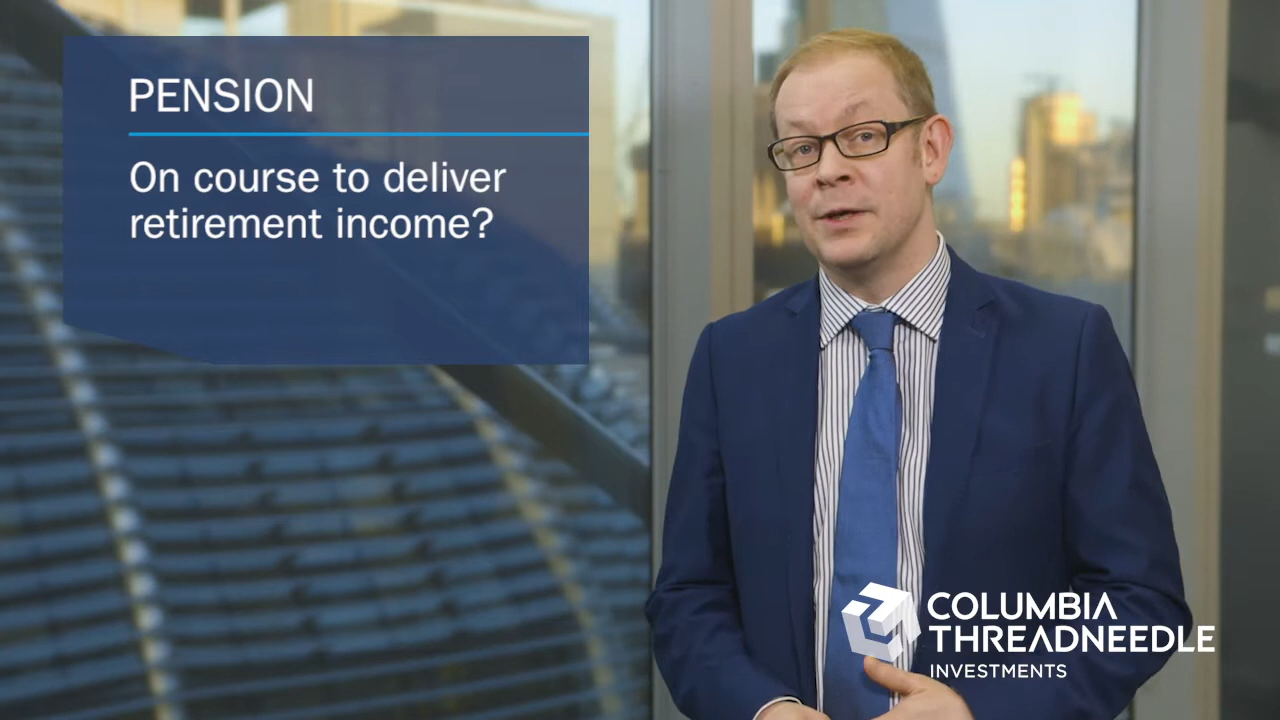 PENSION
On course to deliver
retirement income?
COLUMBIA
THREADNEEDLE
INVESTMENTS